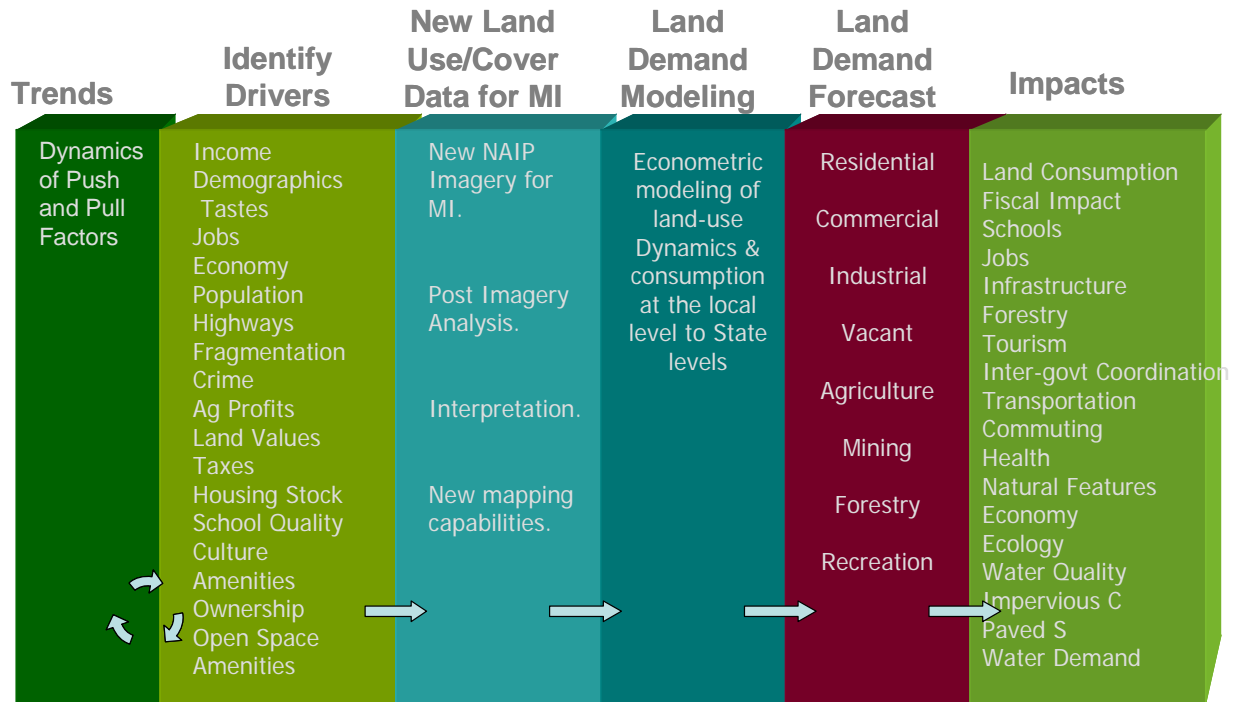 Trends
Dynamics
of Push
and Pull
Factors
Identify
Drivers
Income
Demographics
Tastes
Jobs
Economy
Population
Highways
Fragmentation
Crime
Ag Profits
Land Values
Taxes
Housing Stock
School Quality
Culture
Amenities
Ownership
Open Space
Amenities
New Land
Use/Cover
Data for MI
New NAIP
Imagery for
MI.
Post Imagery
Analysis.
Interpretation.
New mapping
capabilities.
Land
Demand
Modeling
Econometric
modeling of
land-use
Dynamics &
consumption
at the local
level to State
levels
Land
Demand
Forecast
Residential
Commercial
Industrial
Vacant
Agriculture
Mining
Forestry
Recreation
Impacts
Land Consumption
Fiscal Impact
Schools
Jobs
Infrastructure
Forestry
Tourism
Inter-govt Coordination
Transportation
Commuting
Health
Natural Features
Economy
Ecology
Water Quality
Impervious C
Paved S
Water Demand